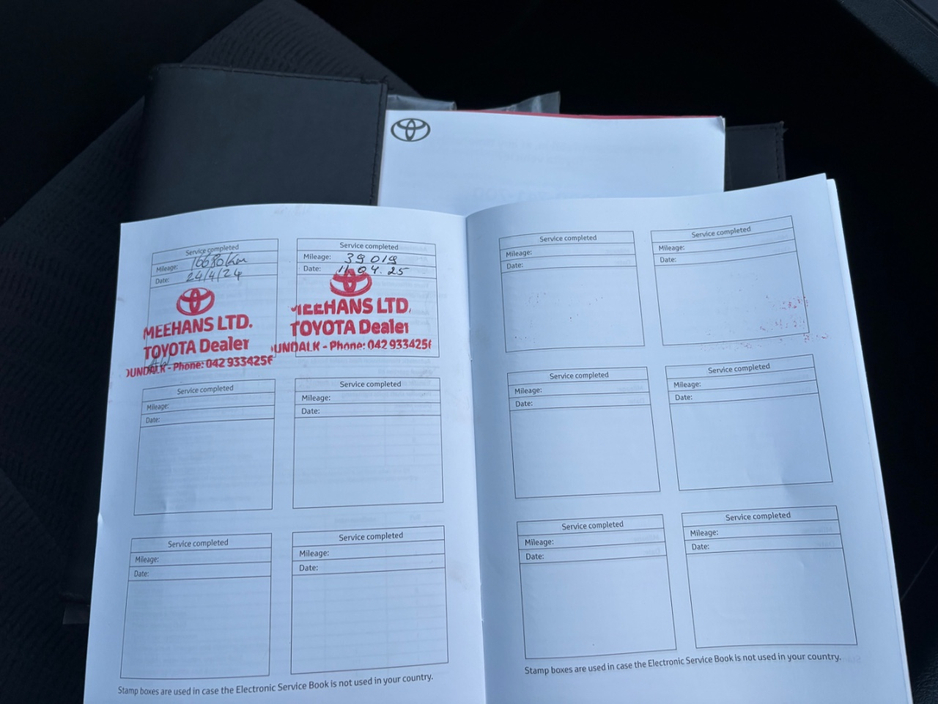 Service completed
Mileage: 16680km
Date: 24/4/24
MEEHANS LTD.
TOYOTA Dealer
DUNDALK - Phone: 042 9334256
Service completed
Mileage: 39019
Date: 11.04.25
MEEHANS LTD.
TOYOTA Dealer
DUNDALK - Phone: 042 9334256
Service completed
Mileage:
Date:
Service completed
Mileage:
Date:
Service completed
Mileage:
Date:
Service completed
Mileage:
Date:
Stamp boxes are used in case the Electronic Service Book is not used in your country.
Service completed
Mileage:
Date:
Service completed
Mileage:
Date:
Service completed
Mileage:
Date:
Service completed
Mileage:
Date:
Service completed
Mileage:
Date:
Service completed
Mileage:
Date:
Stamp boxes are used in case the Electronic Service Book is not used in your country.